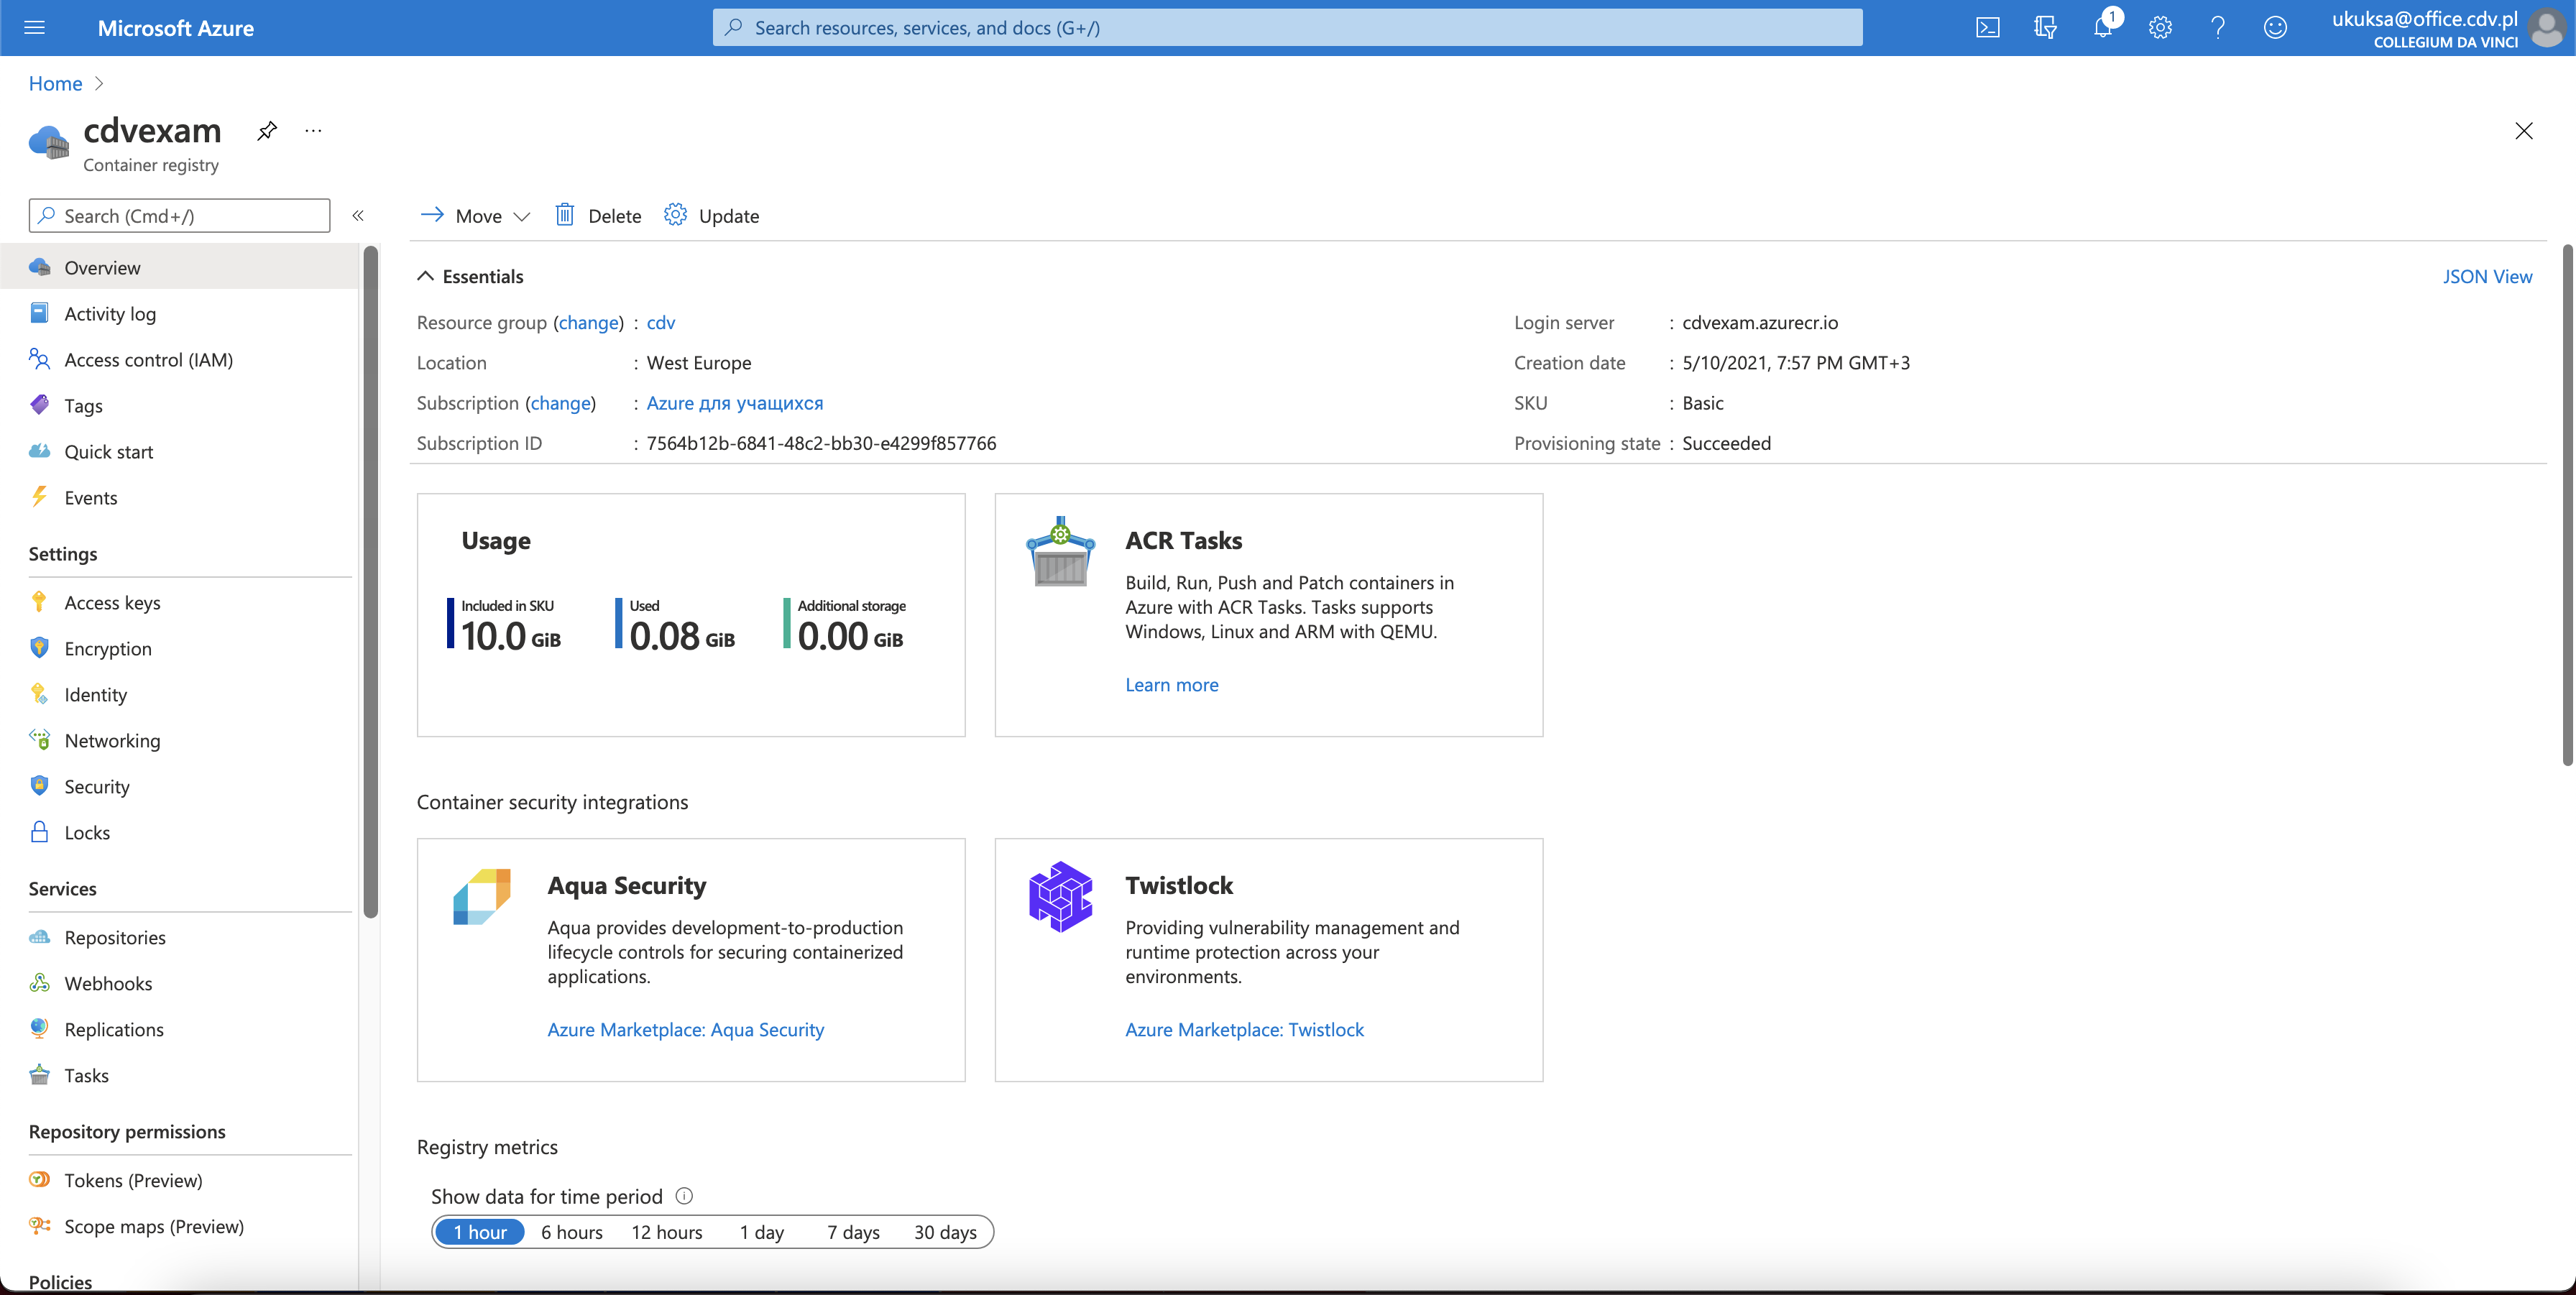 Microsoft Azure
Search resources, services, and docs (G+/)
1
ukuksa@office.cdv.pl
COLLEGIUM DA VINCI
Home
cdvexam
Container registry
Search (Cmd+/)
Move
Delete
Update
Overview
Activity log
Access control (IAM)
Tags
Quick start
Events
Settings
Access keys
Encryption
Identity
Networking
Security
Locks
Services
Repositories
Webhooks
Replications
Tasks
Repository permissions
Tokens (Preview)
Scope maps (Preview)
Policies
Essentials
JSON View
Resource group (change) : cdv
Location : West Europe
Subscription (change) : Azure для учащихся
Subscription ID : 7564b12b-6841-48c2-bb30-e4299f857766
Login server : cdvexam.azurecr.io
Creation date : 5/10/2021, 7:57 PM GMT+3
SKU : Basic
Provisioning state : Succeeded
Usage
Included in SKU
10.0 GiB
Used
0.08 GiB
Additional storage
0.00 GiB
ACR Tasks
Build, Run, Push and Patch containers in
Azure with ACR Tasks. Tasks supports
Windows, Linux and ARM with QEMU.
Learn more
Container security integrations
Aqua Security
Aqua provides development-to-production
lifecycle controls for securing containerized
applications.
Azure Marketplace: Aqua Security
Twistlock
Providing vulnerability management and
runtime protection across your
environments.
Azure Marketplace: Twistlock
Registry metrics
Show data for time period
1 hour 6 hours 12 hours 1 day 7 days 30 days